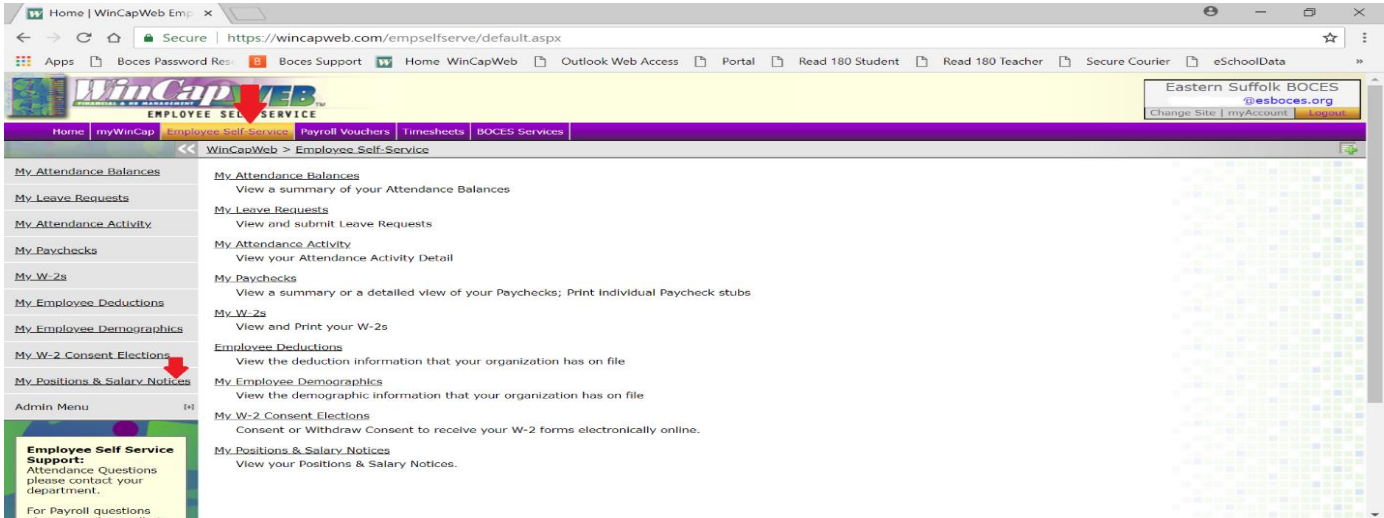 Home | WinCapWeb Emp
Secure | https://wincapweb.com/empselfserve/default.aspx
Apps Boces Password Res Boces Support Home WinCapWeb Outlook Web Access Portal Read 180 Student Read 180 Teacher Secure Courier eSchoolData »
WinCap WEB
FINANCIAL & HR MANAGEMENT
EMPLOYEE SELF SERVICE
Eastern Suffolk BOCES
@esboces.org
Change Site | myAccount Logout
Home myWinCap Employee Self-Service Payroll Vouchers Timesheets BOCES Services
<< WinCapWeb > Employee Self-Service
My Attendance Balances
My Leave Requests
My Attendance Activity
My Paychecks
My W-2s
My Employee Deductions
My Employee Demographics
My W-2 Consent Elections
My Positions & Salary Notices
Admin Menu [+]
Employee Self Service
Support:
Attendance Questions
please contact your
department.
For Payroll questions
My Attendance Balances
View a summary of your Attendance Balances
My Leave Requests
View and submit Leave Requests
My Attendance Activity
View your Attendance Activity Detail
My Paychecks
View a summary or a detailed view of your Paychecks; Print individual Paycheck stubs
My W-2s
View and Print your W-2s
Employee Deductions
View the deduction information that your organization has on file
My Employee Demographics
View the demographic information that your organization has on file
My W-2 Consent Elections
Consent or Withdraw Consent to receive your W-2 forms electronically online.
My Positions & Salary Notices
View your Positions & Salary Notices.